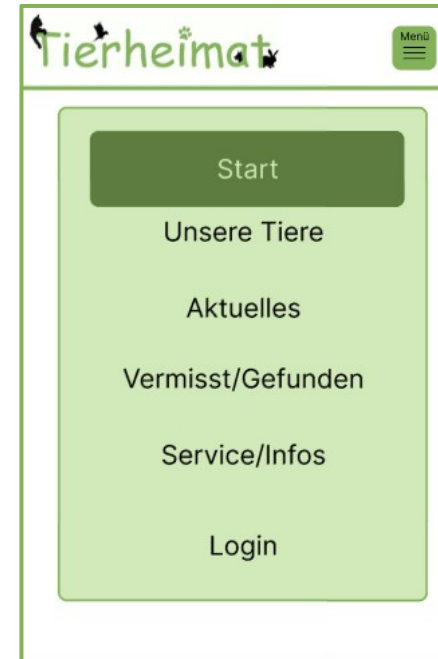 Tierheimat
Menü
Start
Unsere Tiere
Aktuelles
Vermisst/Gefunden
Service/Infos
Login